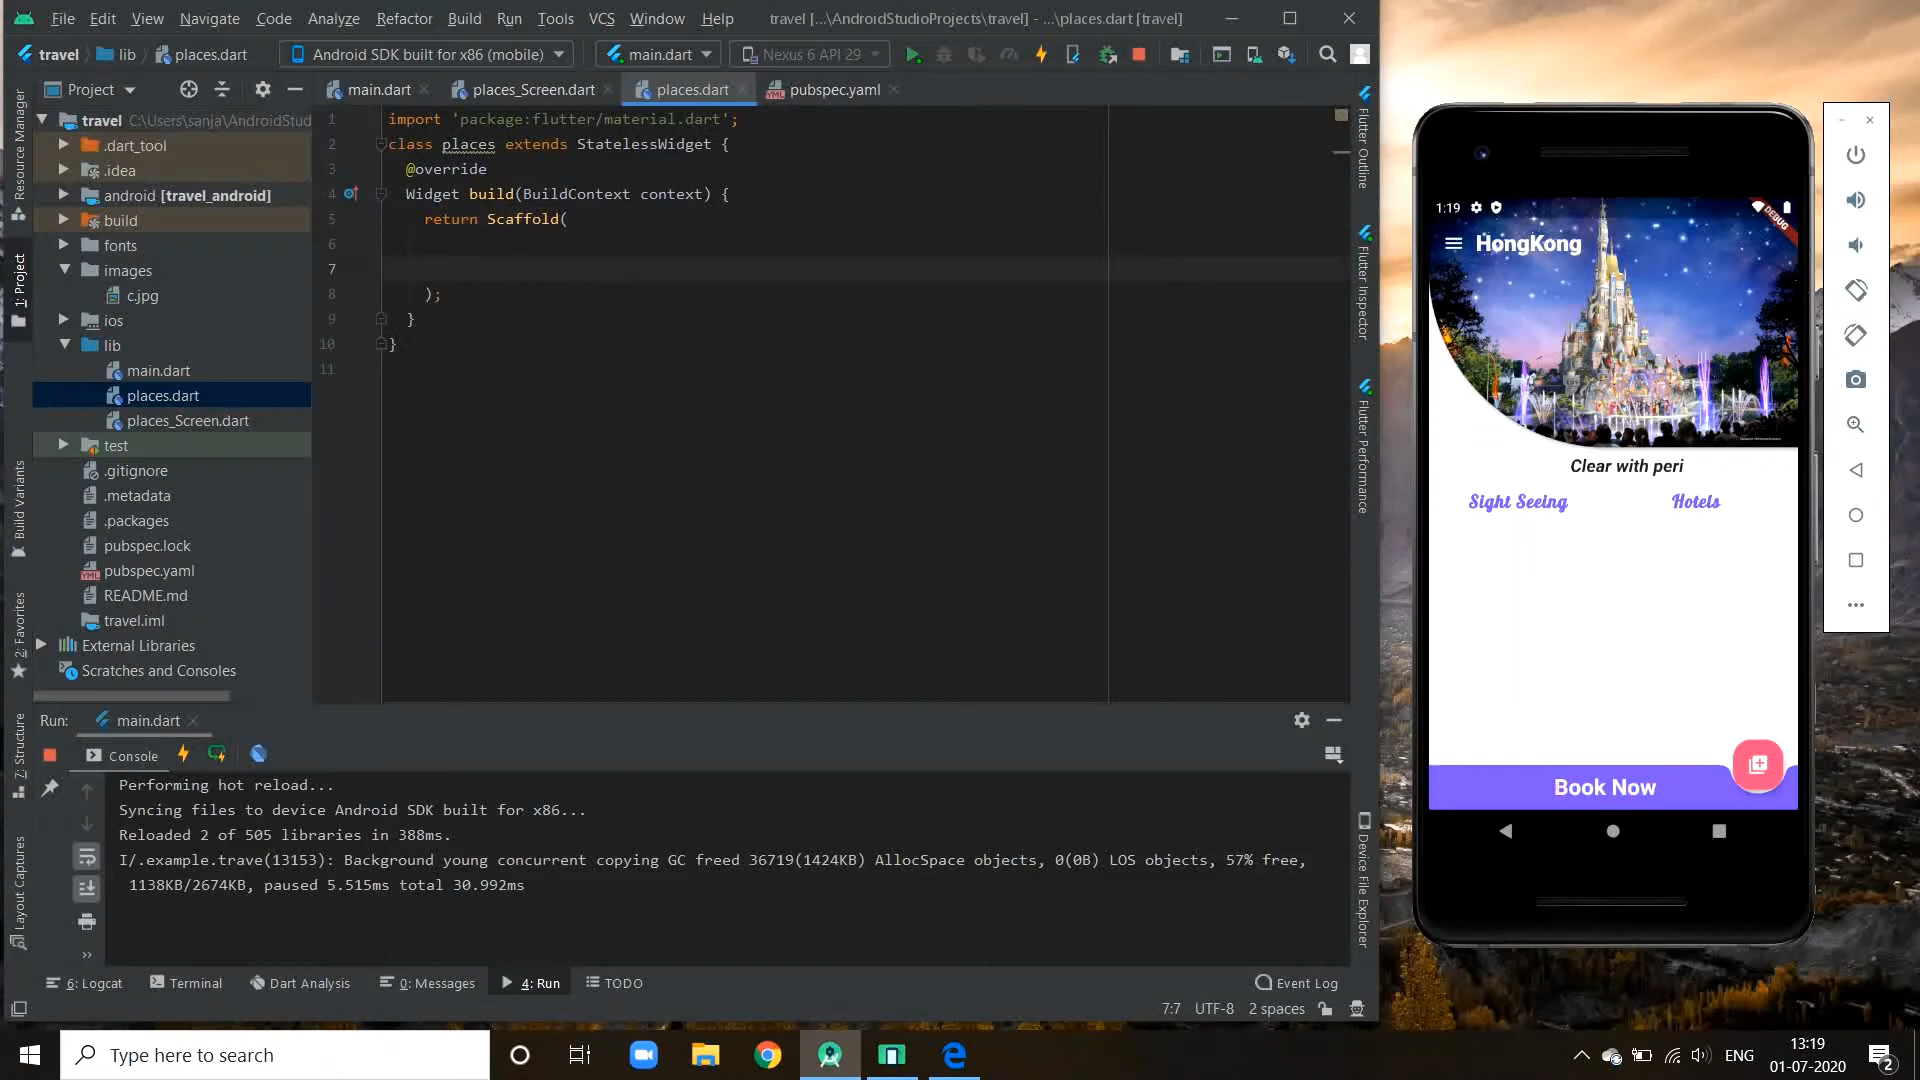 File Edit View Navigate Code Analyze Refactor Build Run Tools VCS Window Help travel [...\AndroidStudioProjects\travel] - ...\places.dart [travel]
travel lib places.dart Android SDK built for x86 (mobile) main.dart Nexus 6 API 29
Project main.dart places_Screen.dart places.dart pubspec.yaml
travel C:\Users\sanja\AndroidStud
.dart_tool
.idea
android [travel_android]
build
fonts
images
c.jpg
ios
lib
main.dart
places.dart
places_Screen.dart
test
.gitignore
.metadata
.packages
pubspec.lock
pubspec.yaml
README.md
travel.iml
External Libraries
Scratches and Consoles
Resource Manager
1: Project
Build Variants
2: Favorites
7: Structure
Layout Captures
1 import 'package:flutter/material.dart';
2 class places extends StatelessWidget {
3 @override
4 Widget build(BuildContext context) {
5 return Scaffold(
6
7
8 );
9 }
10 }
11
Flutter Outline
Flutter Inspector
Flutter Performance
Device File Explorer
Run: main.dart
Console
Performing hot reload...
Syncing files to device Android SDK built for x86...
Reloaded 2 of 505 libraries in 388ms.
I/.example.trave(13153): Background young concurrent copying GC freed 36719(1424KB) AllocSpace objects, 0(0B) LOS objects, 57% free,
1138KB/2674KB, paused 5.515ms total 30.992ms
6: Logcat Terminal Dart Analysis 0: Messages 4: Run TODO Event Log
7:7 UTF-8 2 spaces
1:19
DEBUG
HongKong
Clear with peri
Sight Seeing Hotels
Book Now
Type here to search
ENG
13:19
01-07-2020
2